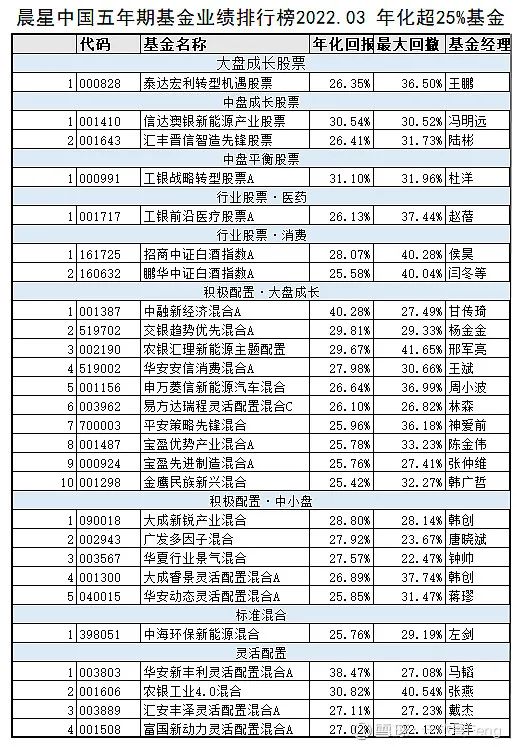 晨星中国五年期基金业绩排行榜2022.03 年化超25%基金
代码 基金名称 年化回报 最大回撤 基金经理
大盘成长股票
1 000828 泰达宏利转型机遇股票 26.35% 36.50% 王鹏
中盘成长股票
1 001410 信达澳银新能源产业股票 30.54% 30.52% 冯明远
2 001643 汇丰晋信智造先锋股票 26.41% 31.73% 陆彬
中盘平衡股票
1 000991 工银战略转型股票A 31.10% 31.96% 杜洋
行业股票·医药
1 001717 工银前沿医疗股票A 26.13% 37.44% 赵蓓
行业股票·消费
1 161725 招商中证白酒指数A 28.07% 40.28% 侯昊
2 160632 鹏华中证白酒指数A 25.58% 40.04% 闫冬等
积极配置·大盘成长
1 001387 中融新经济混合A 40.28% 27.49% 甘传琦
2 519702 交银趋势优先混合A 29.81% 29.33% 杨金金
3 002190 农银汇理新能源主题配置 29.67% 41.65% 邢军亮
4 519002 华安安信消费混合A 27.98% 30.66% 王斌
5 001156 申万菱信新能源汽车混合 26.64% 36.99% 周小波
6 003962 易方达瑞程灵活配置混合C 26.10% 26.82% 林森
7 700003 平安策略先锋混合 25.96% 36.18% 神爱前
8 001487 宝盈优势产业混合A 25.78% 33.23% 陈金伟
9 000924 宝盈先进制造混合A 25.76% 27.41% 张仲维
10 001298 金鹰民族新兴混合 25.42% 32.27% 韩广哲
积极配置·中小盘
1 090018 大成新锐产业混合 28.80% 28.14% 韩创
2 002943 广发多因子混合 27.92% 23.67% 唐晓斌
3 003567 华夏行业景气混合 27.57% 22.47% 钟帅
4 001300 大成睿景灵活配置混合A 26.89% 37.74% 韩创
5 040015 华安动态灵活配置混合A 25.85% 31.47% 蒋璆
标准混合
1 398051 中海环保新能源混合 25.76% 29.19% 左剑
灵活配置
1 003803 华安新丰利灵活配置混合A 38.47% 27.08% 马韬
2 001606 农银工业4.0混合 30.82% 40.54% 张燕
3 003889 汇安丰泽灵活配置混合A 27.11% 27.23% 戴杰
4 001508 富国新动力灵活配置混合A 27.02% 32.12% 于洋